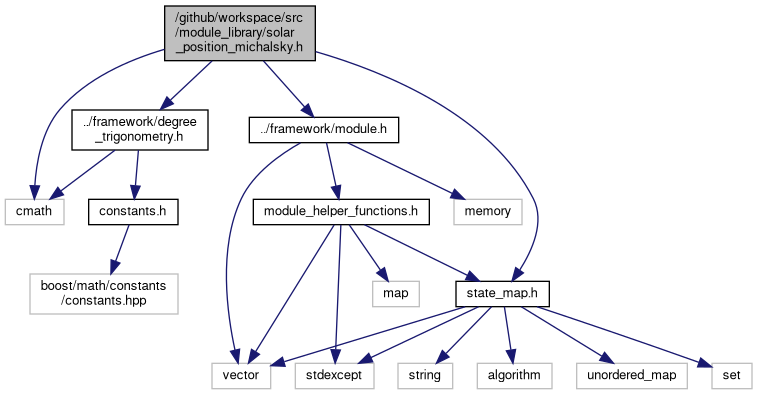 /github/workspace/src
/module_library/solar
_position_michalsky.h
../framework/degree
_trigonometry.h
../framework/module.h
cmath
constants.h
module_helper_functions.h
memory
boost/math/constants
/constants.hpp
map
state_map.h
vector
stdexcept
string
algorithm
unordered_map
set